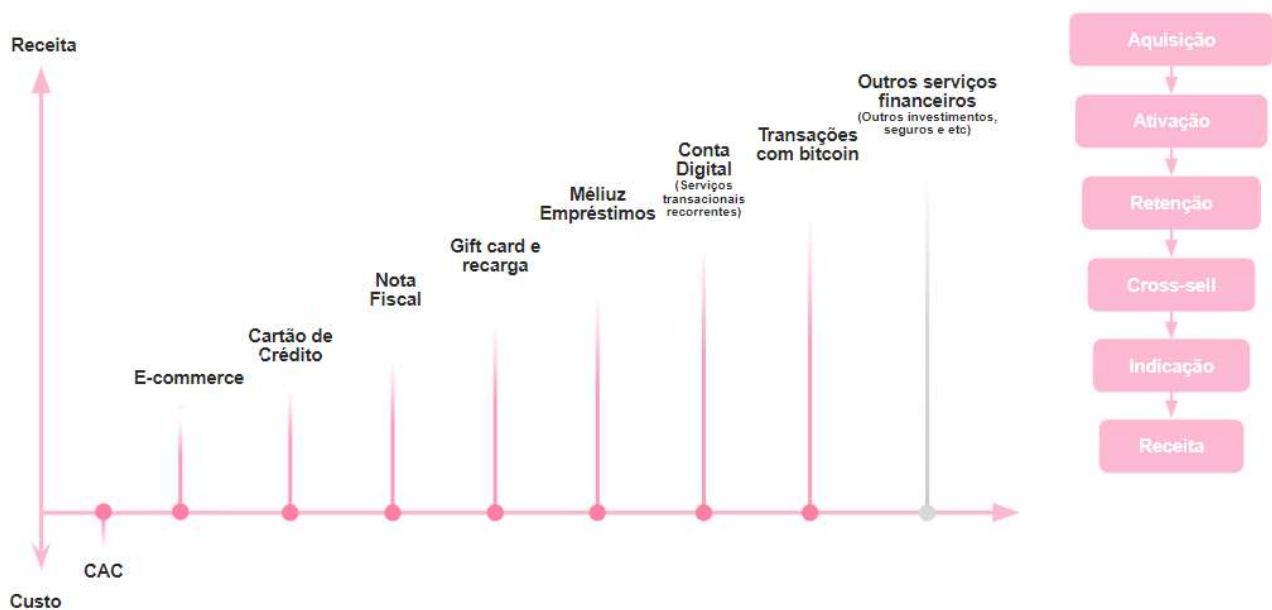 Receita
Outros serviços
financeiros
(Outros investimentos,
seguros e etc)
Transações
com bitcoin
Conta
Digital
(Serviços
transacionais
recorrentes)
Méliuz
Empréstimos
Gift card e
recarga
Nota
Fiscal
Cartão de
Crédito
E-commerce
CAC
Custo
Aquisição
Ativação
Retenção
Cross-sell
Indicação
Receita